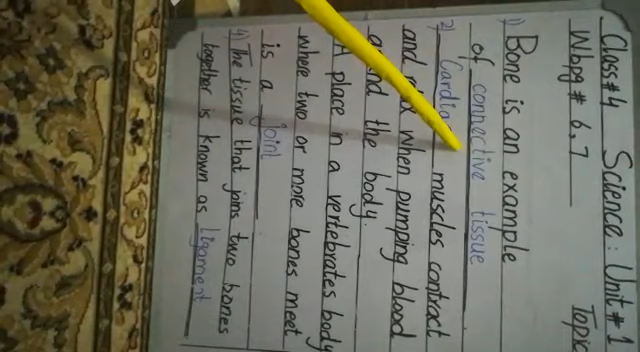 Class#4 Science: Unit # 1
Wbpg # 6,7 Topic
1) Bone is an example
of connective tissue
2) Cardia muscles contract
and when pumping blood
the body.
A place in a vertebrates body
where two or more bones meet
is a joint
4) The tissue that joins two bones
together is known as ligament